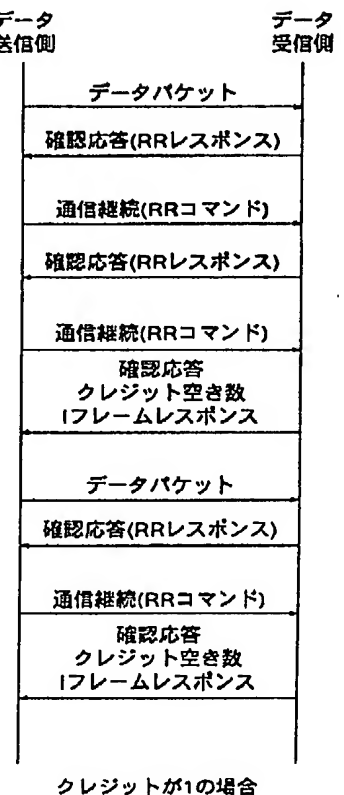 データ
送信側
データ
受信側
データパケット
確認応答(RRレスポンス)
通信継続(RRコマンド)
確認応答(RRレスポンス)
通信継続(RRコマンド)
確認応答
クレジット空き数
Iフレームレスポンス
データパケット
確認応答(RRレスポンス)
通信継続(RRコマンド)
確認応答
クレジット空き数
Iフレームレスポンス
クレジットが1の場合